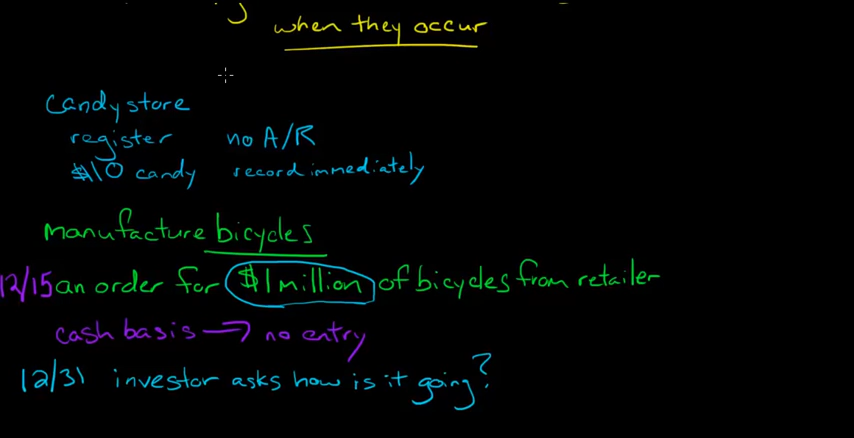 when they occur
Candy store
register no A/R
$10 candy record immediately
manufacture bicycles
12/15 an order for $1 million of bicycles from retailer
cash basis → no entry
12/31 investor asks how is it going?